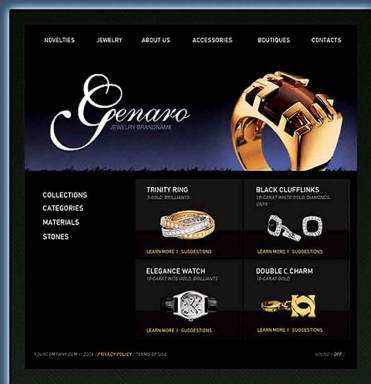 NOVELTIES JEWELRY ABOUT US ACCESSORIES BOUTIQUES CONTACTS
Genaro
JEWELRY BRANDNAME
COLLECTIONS
CATEGORIES
MATERIALS
STONES
TRINITY RING
3-GOLD, BRILLIANTS
LEARN MORE | SUGGESTIONS
BLACK CLUFFLINKS
18-CARAT WHITE GOLD, DIAMONDS,
ONYX
LEARN MORE | SUGGESTIONS
ELEGANCE WATCH
18-CARAT WITE GOLD, BRILLIANTS
LEARN MORE | SUGGESTIONS
DOUBLE C CHARM
18-CARAT GOLD
LEARN MORE | SUGGESTIONS
YOURCOMPANY.COM © 2006 / PRIVACY POLICY / TERMS OF USE
SOUND / OFF